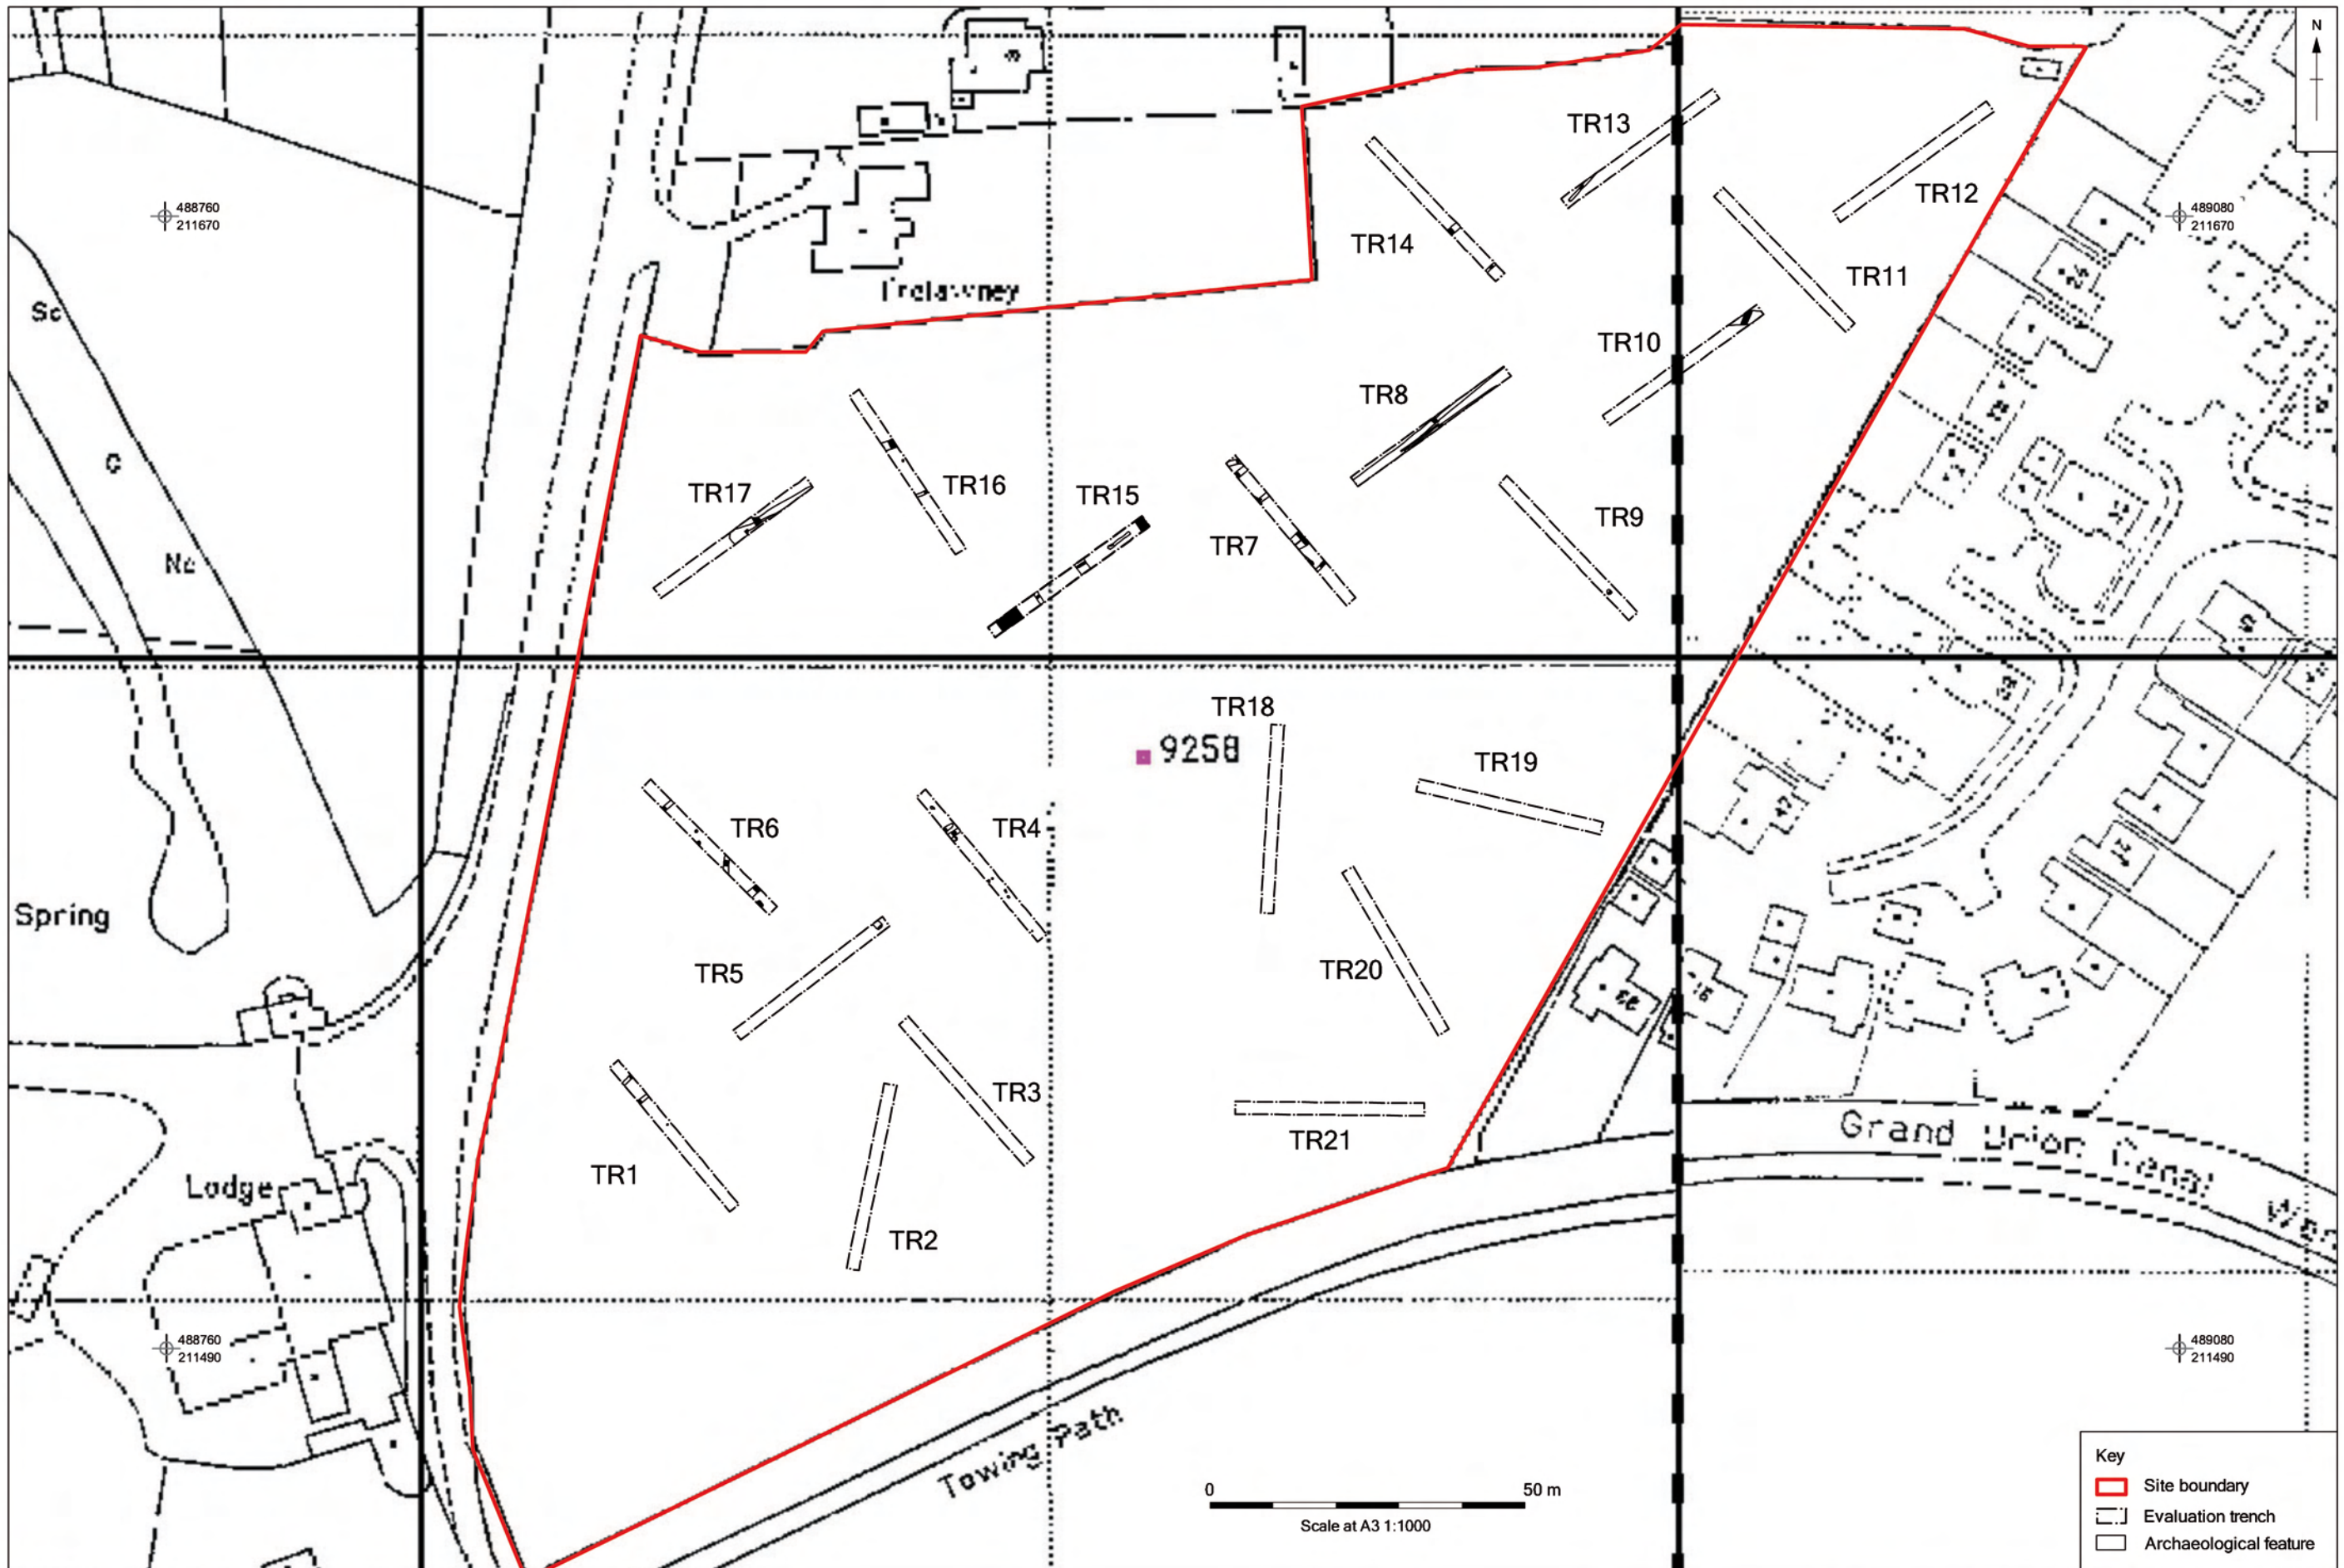 N
TR13
TR12
488760
211670
TR14
489080
211670
TR11
Trelawney
Sc
TR10
TR8
C
TR17
TR16
TR15
TR9
TR7
Nc
TR18
9258
TR19
TR6
TR4
Spring
TR5
TR20
TR3
TR21
Grand Union Canal
TR1
Lodge
TR2
488760
211490
489080
211490
Towing Path
0
50 m
Scale at A3 1:1000
Key
Site boundary
Evaluation trench
Archaeological feature